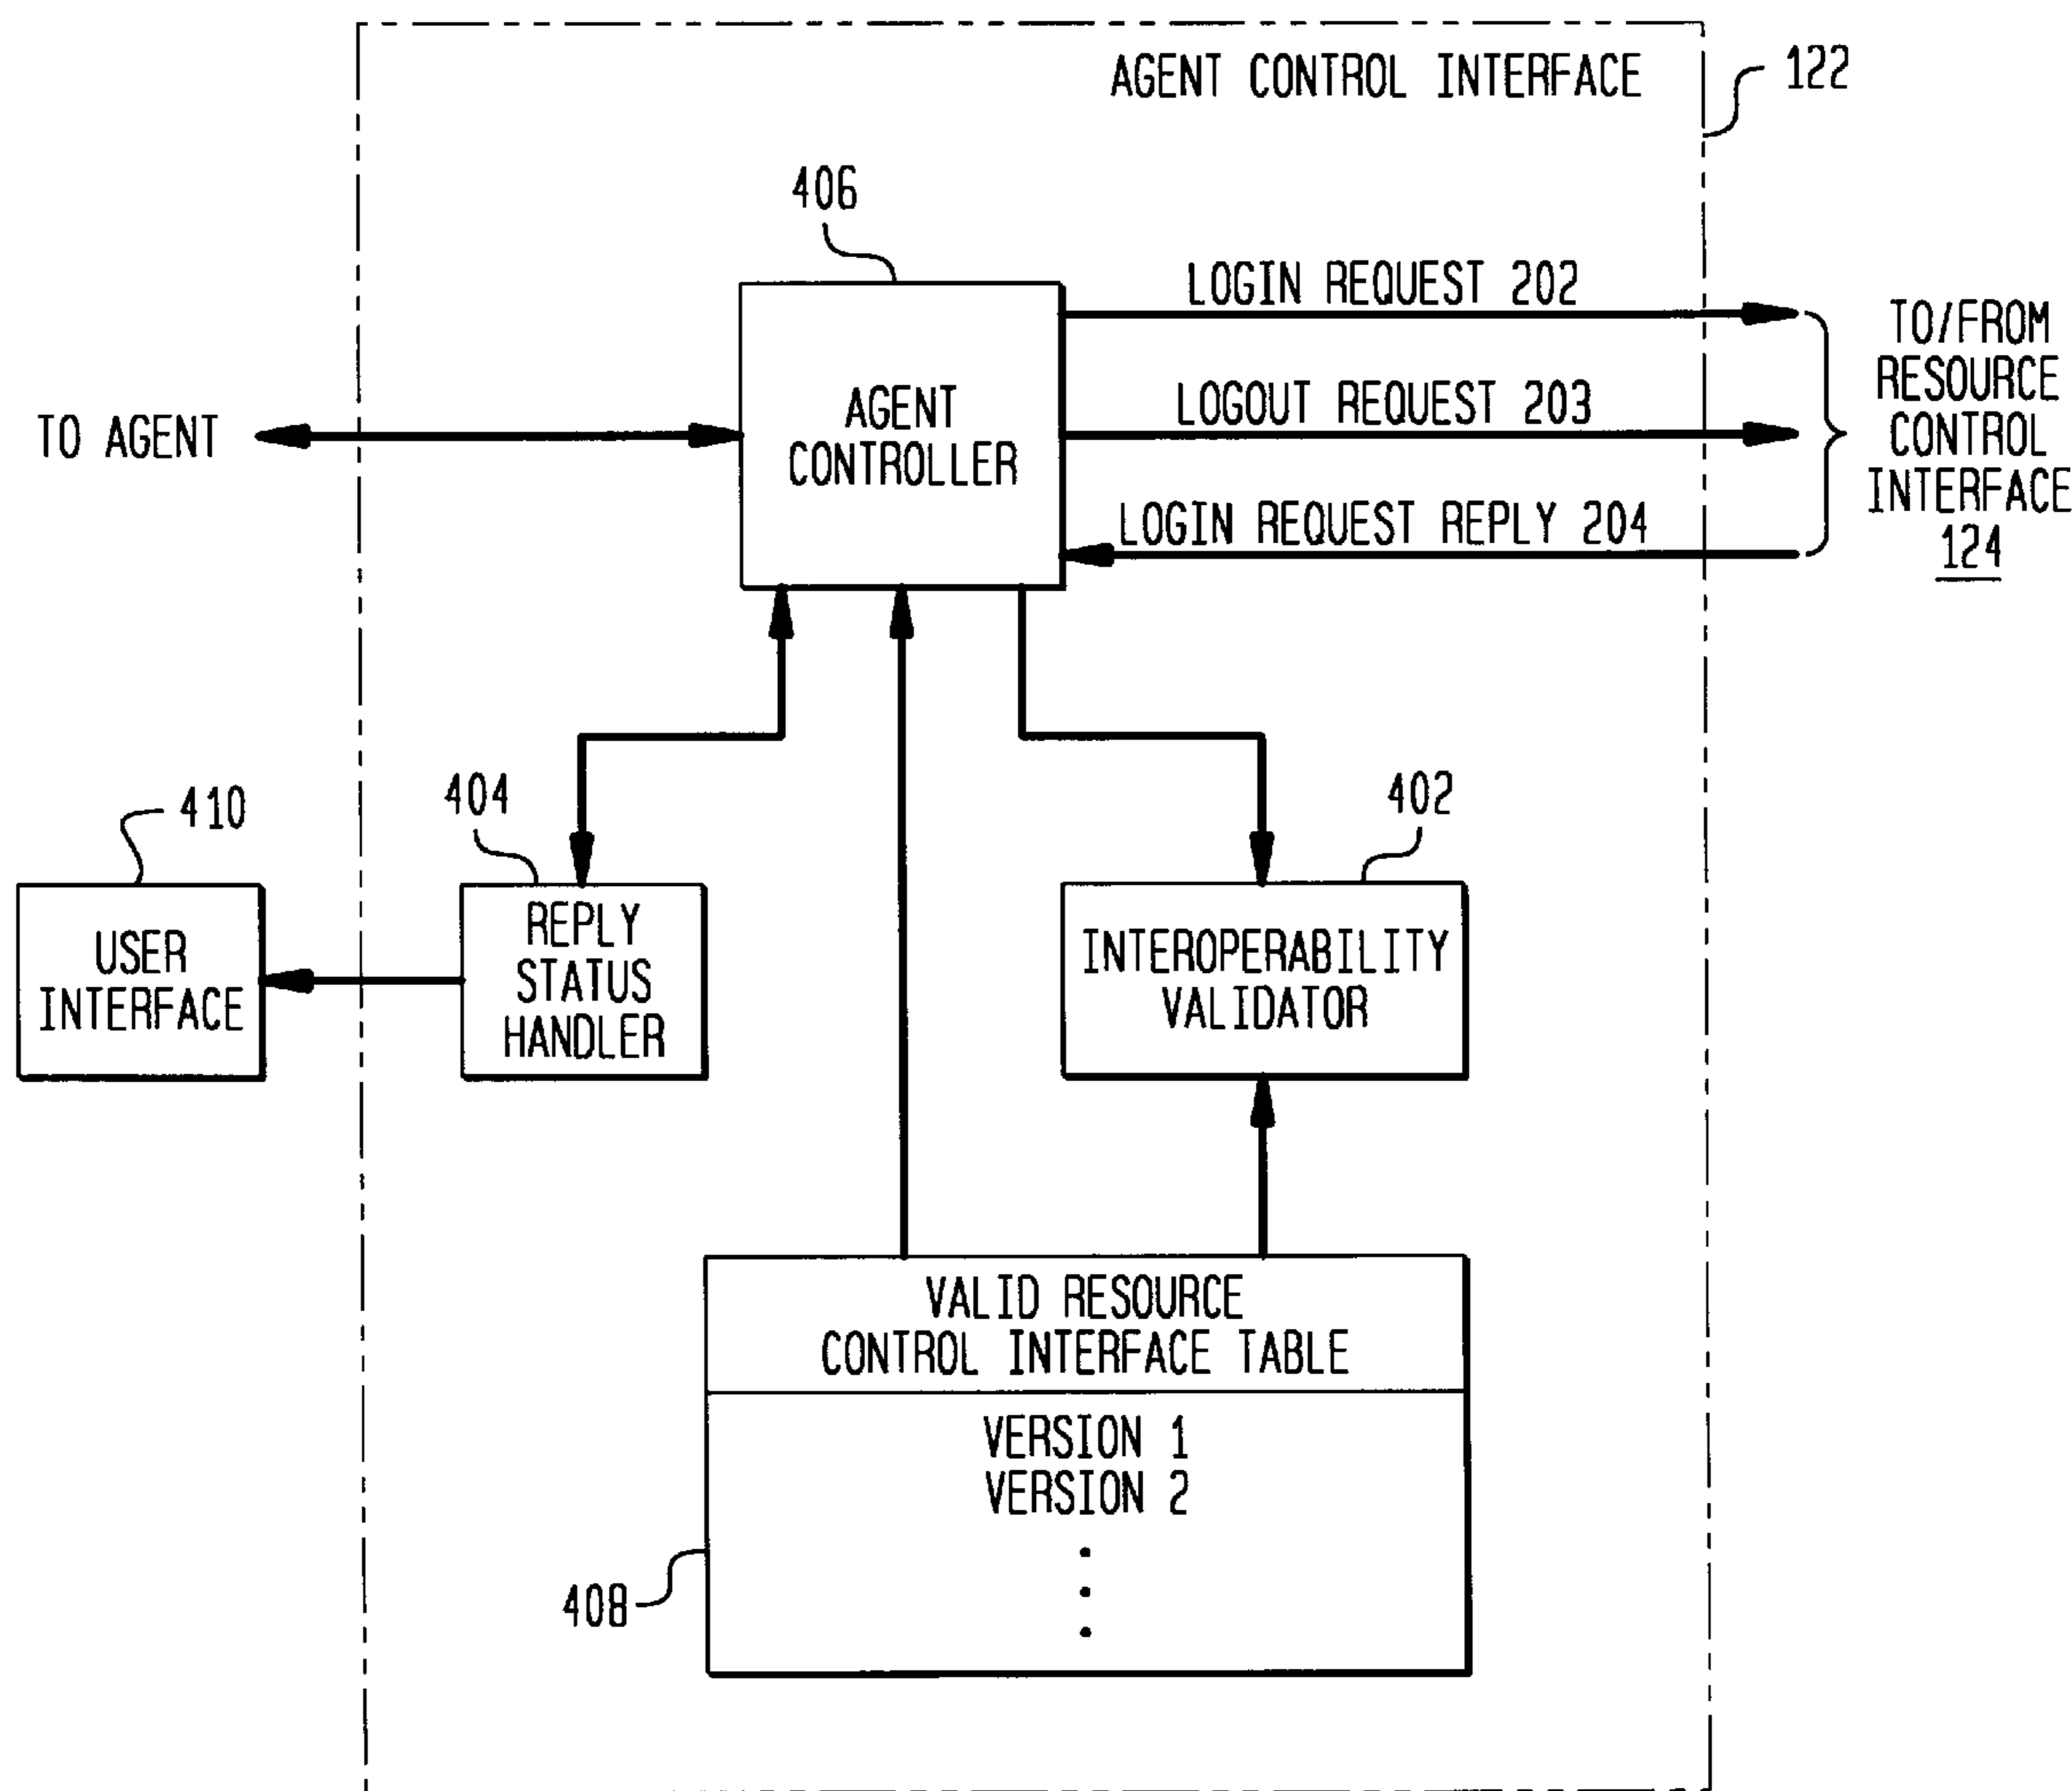 AGENT CONTROL INTERFACE
122
406
LOGIN REQUEST 202
LOGOUT REQUEST 203
LOGIN REQUEST REPLY 204
TO/FROM
RESOURCE
CONTROL
INTERFACE
124
TO AGENT
AGENT
CONTROLLER
410
404
402
USER
INTERFACE
REPLY
STATUS
HANDLER
INTEROPERABILITY
VALIDATOR
VALID RESOURCE
CONTROL INTERFACE TABLE
VERSION 1
VERSION 2
408